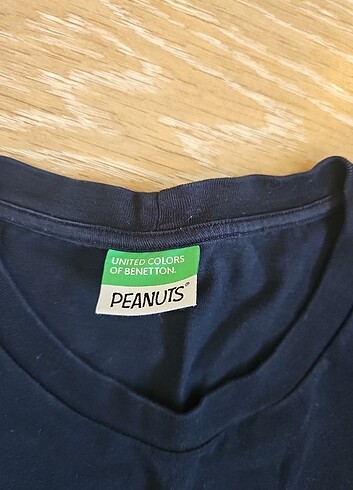 UNITED COLORS
OF BENETTON.
PEANUTS®